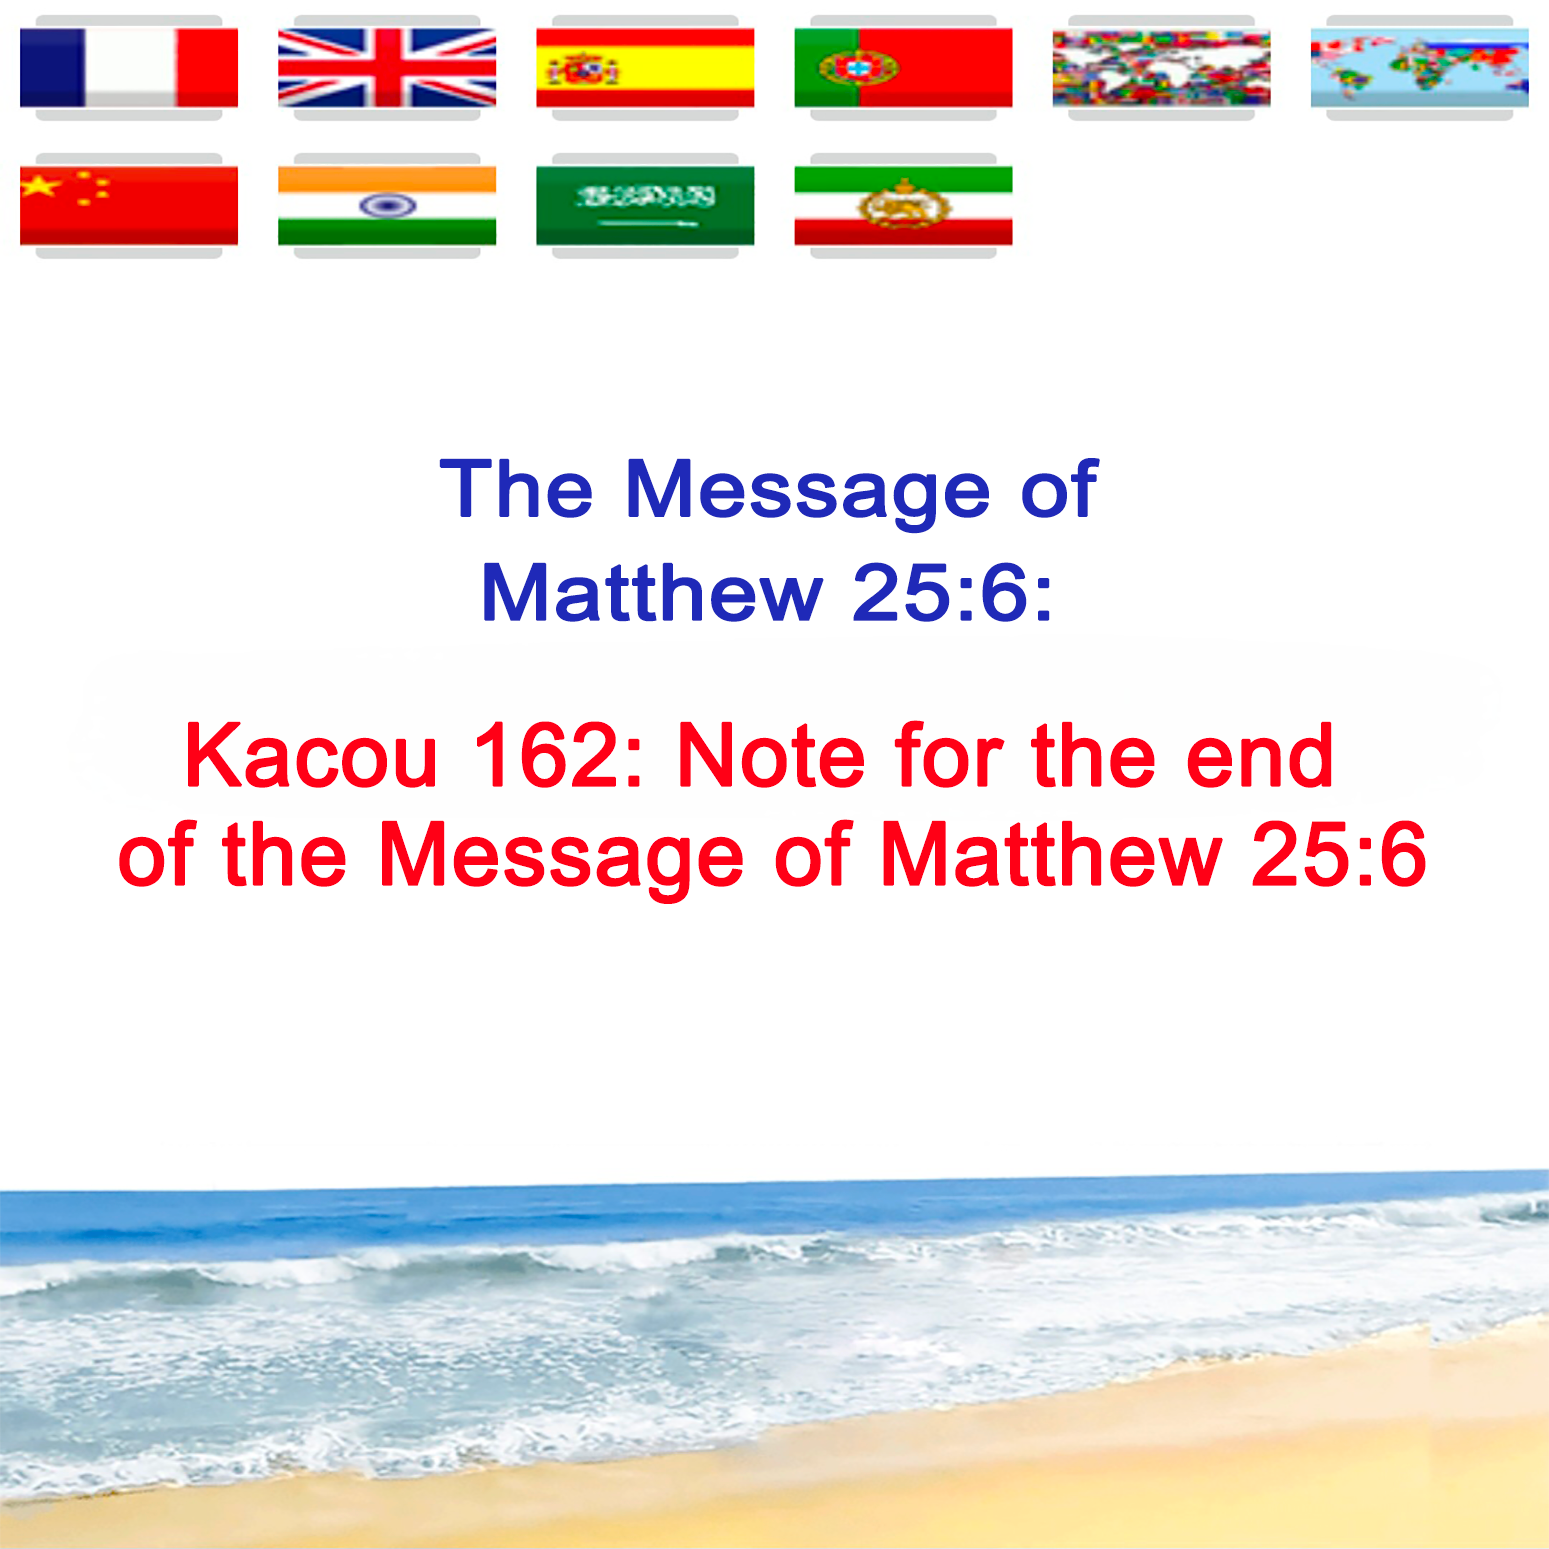 The Message of
Matthew 25:6:
Kacou 162: Note for the end
of the Message of Matthew 25:6